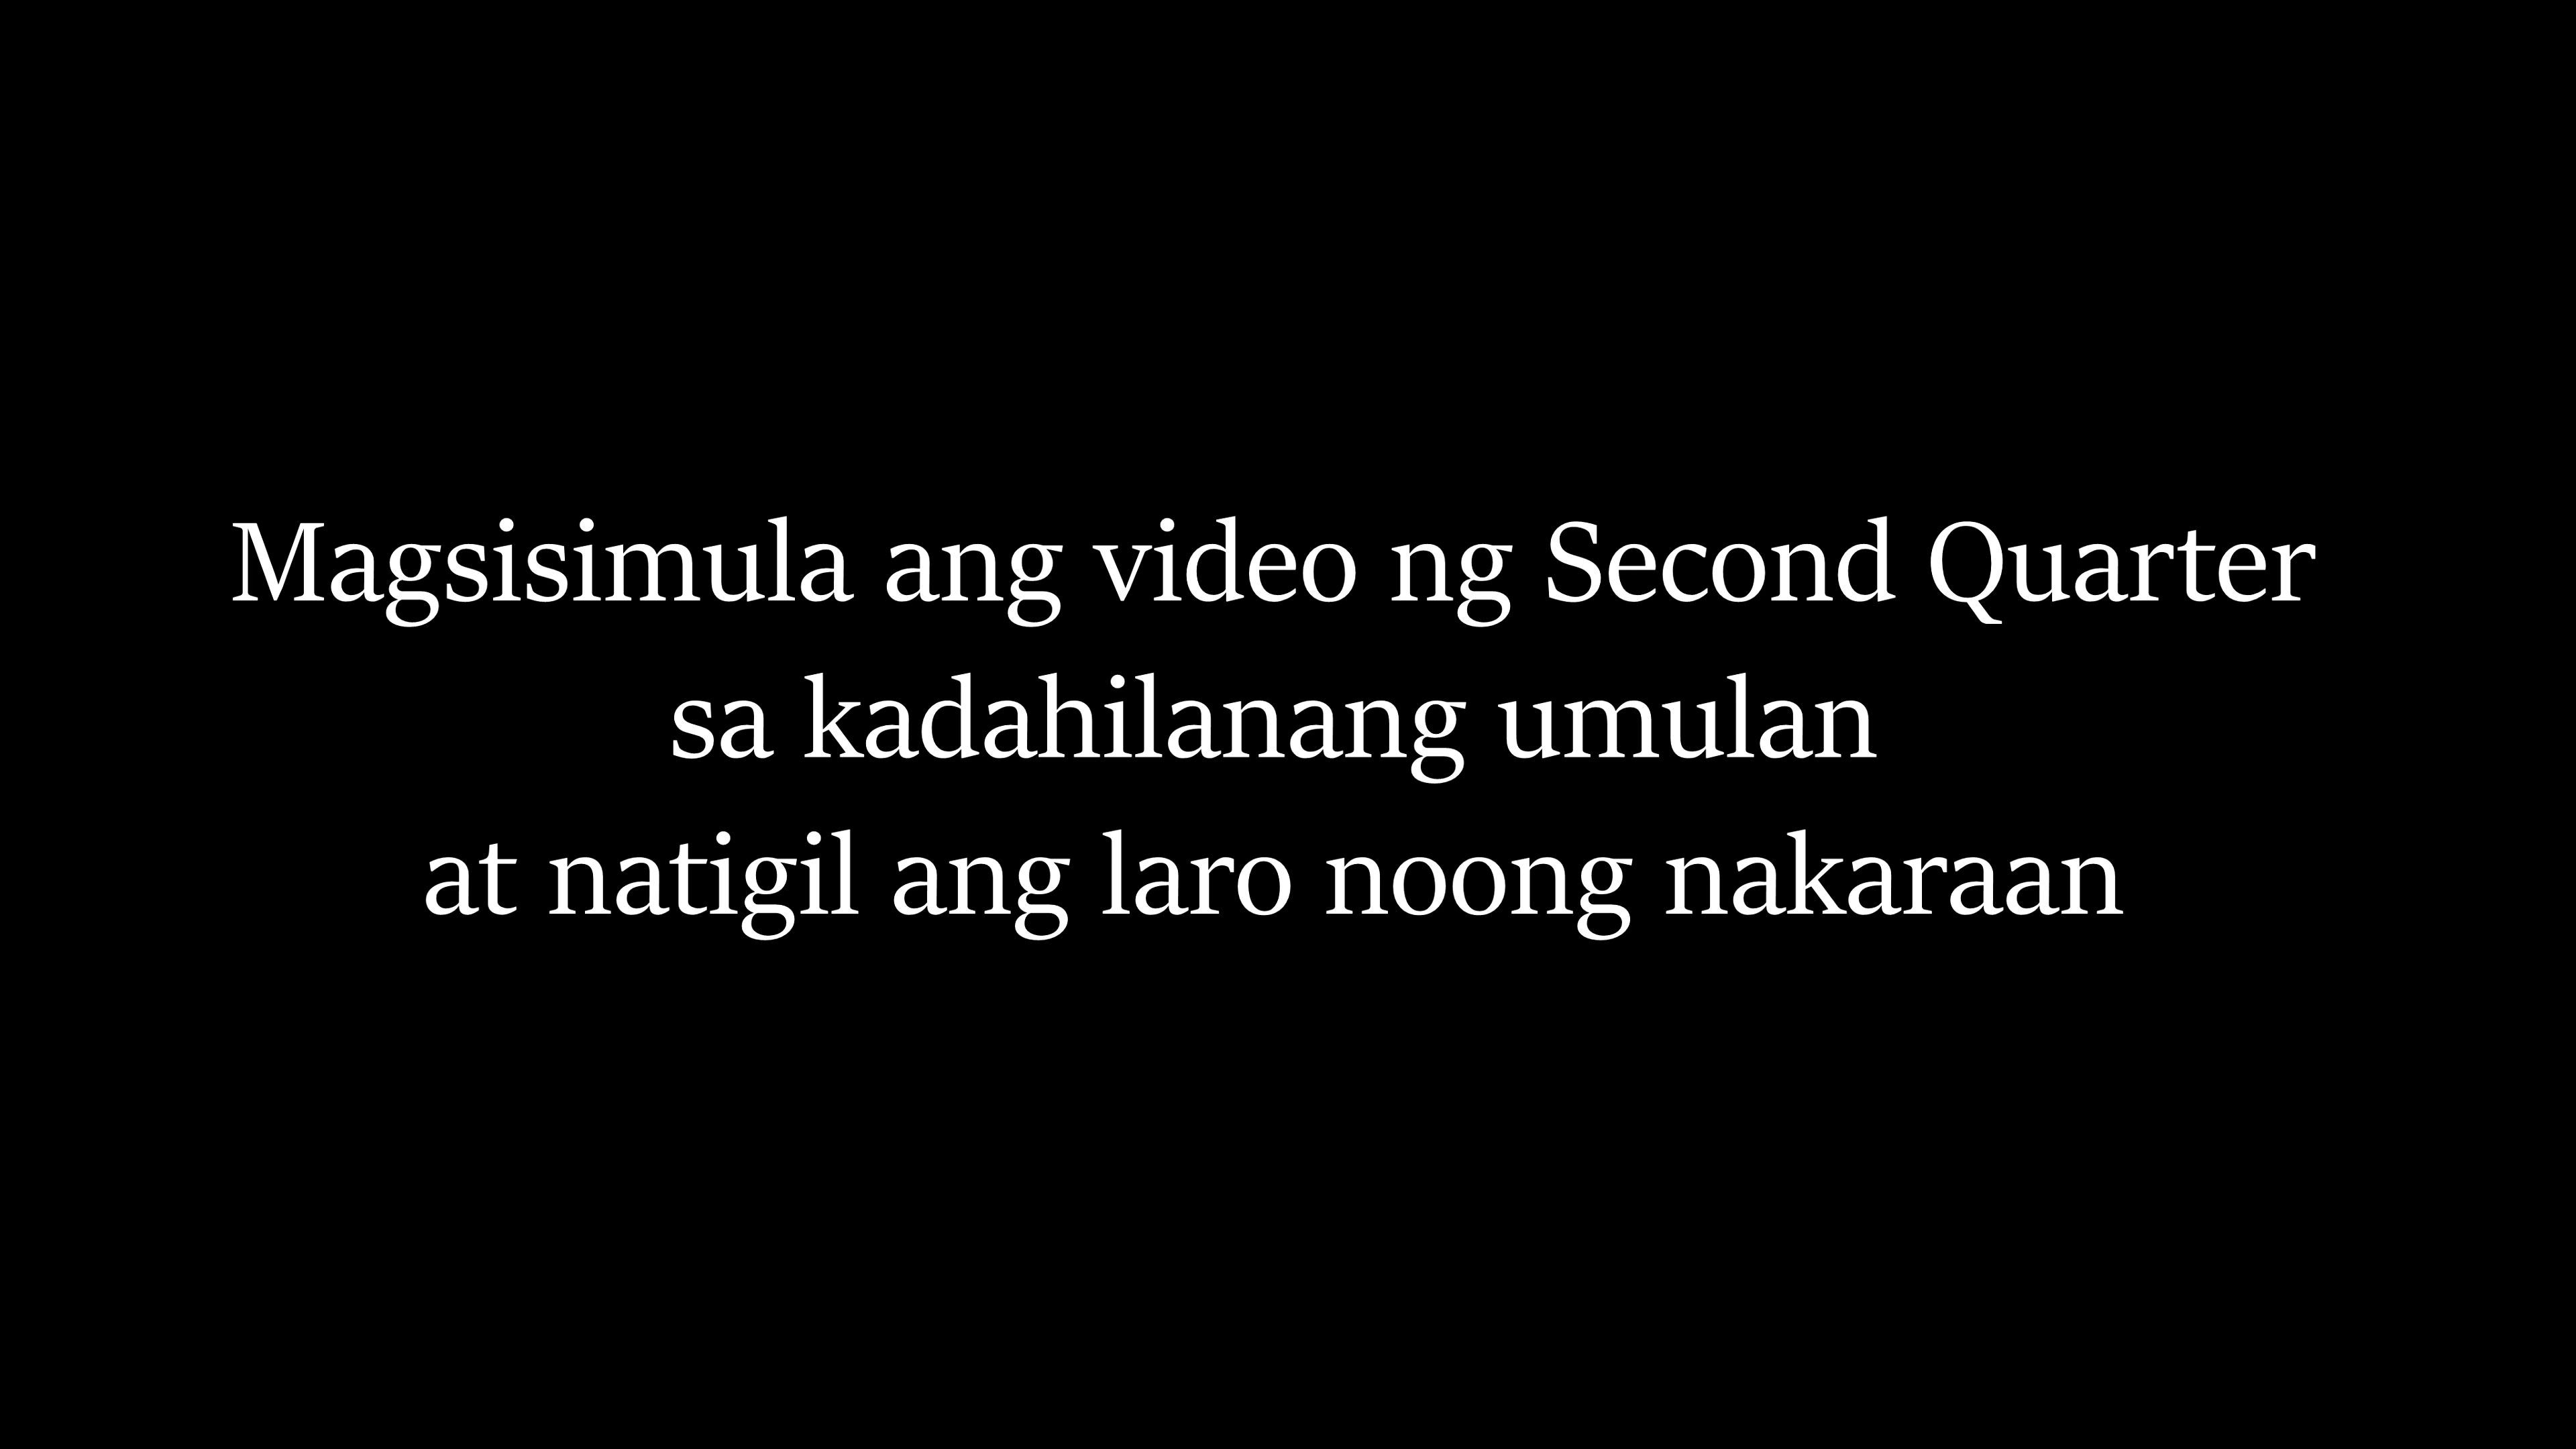 Magsisimula ang video ng Second Quarter
sa kadahilanang umulan
at natigil ang laro noong nakaraan